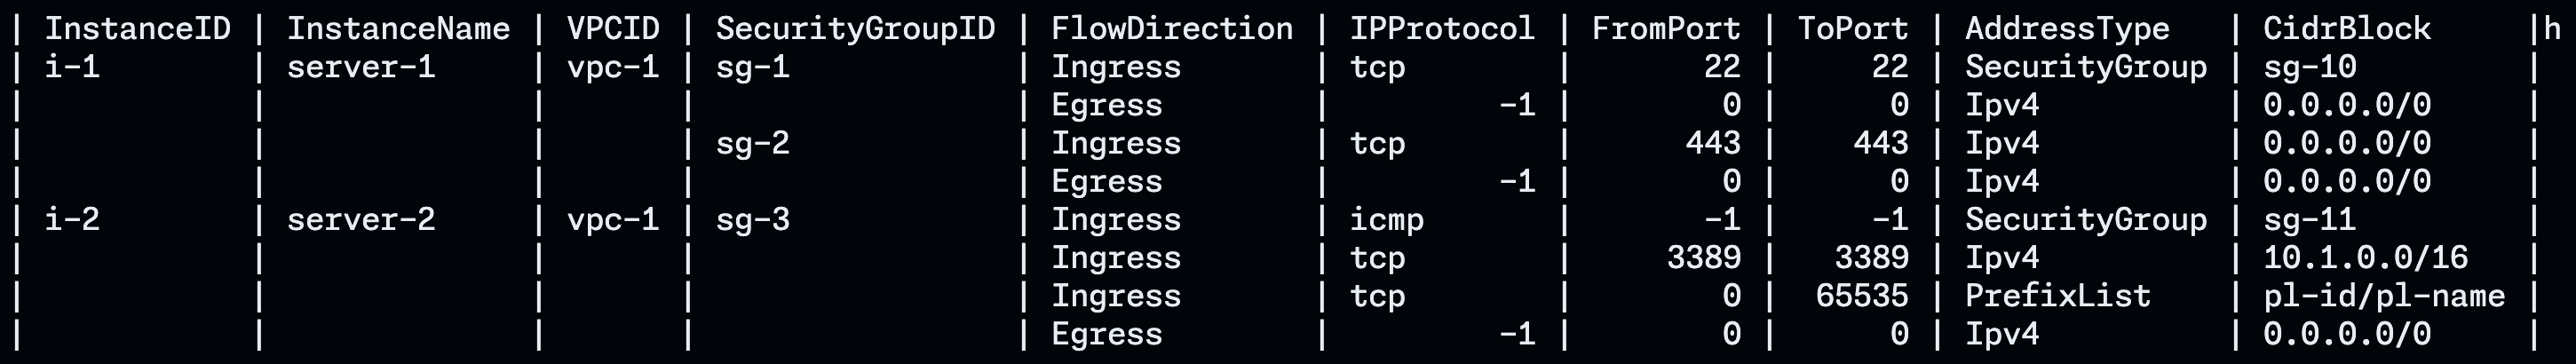 | InstanceID | InstanceName | VPCID | SecurityGroupID | FlowDirection | IPProtocol | FromPort | ToPort | AddressType   | CidrBlock     |h
| i-1        | server-1     | vpc-1 | sg-1            | Ingress       | tcp        |       22 |     22 | SecurityGroup | sg-10         |
|            |              |       |                 | Egress        |         -1 |        0 |      0 | Ipv4          | 0.0.0.0/0     |
|            |              |       | sg-2            | Ingress       | tcp        |      443 |    443 | Ipv4          | 0.0.0.0/0     |
|            |              |       |                 | Egress        |         -1 |        0 |      0 | Ipv4          | 0.0.0.0/0     |
| i-2        | server-2     | vpc-1 | sg-3            | Ingress       | icmp       |       -1 |     -1 | SecurityGroup | sg-11         |
|            |              |       |                 | Ingress       | tcp        |     3389 |   3389 | Ipv4          | 10.1.0.0/16   |
|            |              |       |                 | Ingress       | tcp        |        0 |  65535 | PrefixList    | pl-id/pl-name |
|            |              |       |                 | Egress        |         -1 |        0 |      0 | Ipv4          | 0.0.0.0/0     |